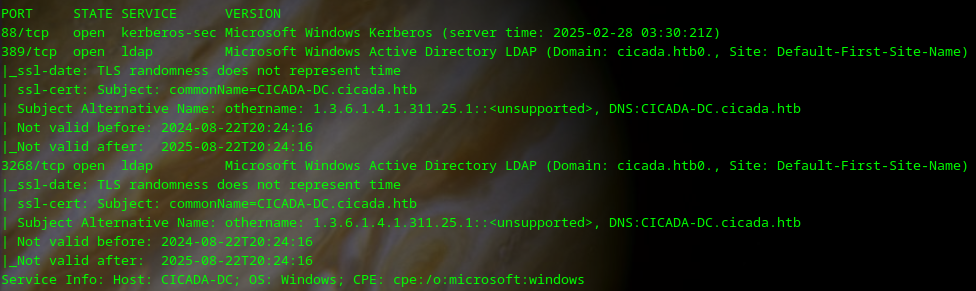 PORT     STATE SERVICE      VERSION
88/tcp   open  kerberos-sec Microsoft Windows Kerberos (server time: 2025-02-28 03:30:21Z)
389/tcp  open  ldap         Microsoft Windows Active Directory LDAP (Domain: cicada.htb0., Site: Default-First-Site-Name)
|_ssl-date: TLS randomness does not represent time
| ssl-cert: Subject: commonName=CICADA-DC.cicada.htb
| Subject Alternative Name: othername: 1.3.6.1.4.1.311.25.1::<unsupported>, DNS:CICADA-DC.cicada.htb
| Not valid before: 2024-08-22T20:24:16
|_Not valid after:  2025-08-22T20:24:16
3268/tcp open  ldap         Microsoft Windows Active Directory LDAP (Domain: cicada.htb0., Site: Default-First-Site-Name)
|_ssl-date: TLS randomness does not represent time
| ssl-cert: Subject: commonName=CICADA-DC.cicada.htb
| Subject Alternative Name: othername: 1.3.6.1.4.1.311.25.1::<unsupported>, DNS:CICADA-DC.cicada.htb
| Not valid before: 2024-08-22T20:24:16
|_Not valid after:  2025-08-22T20:24:16
Service Info: Host: CICADA-DC; OS: Windows; CPE: cpe:/o:microsoft:windows